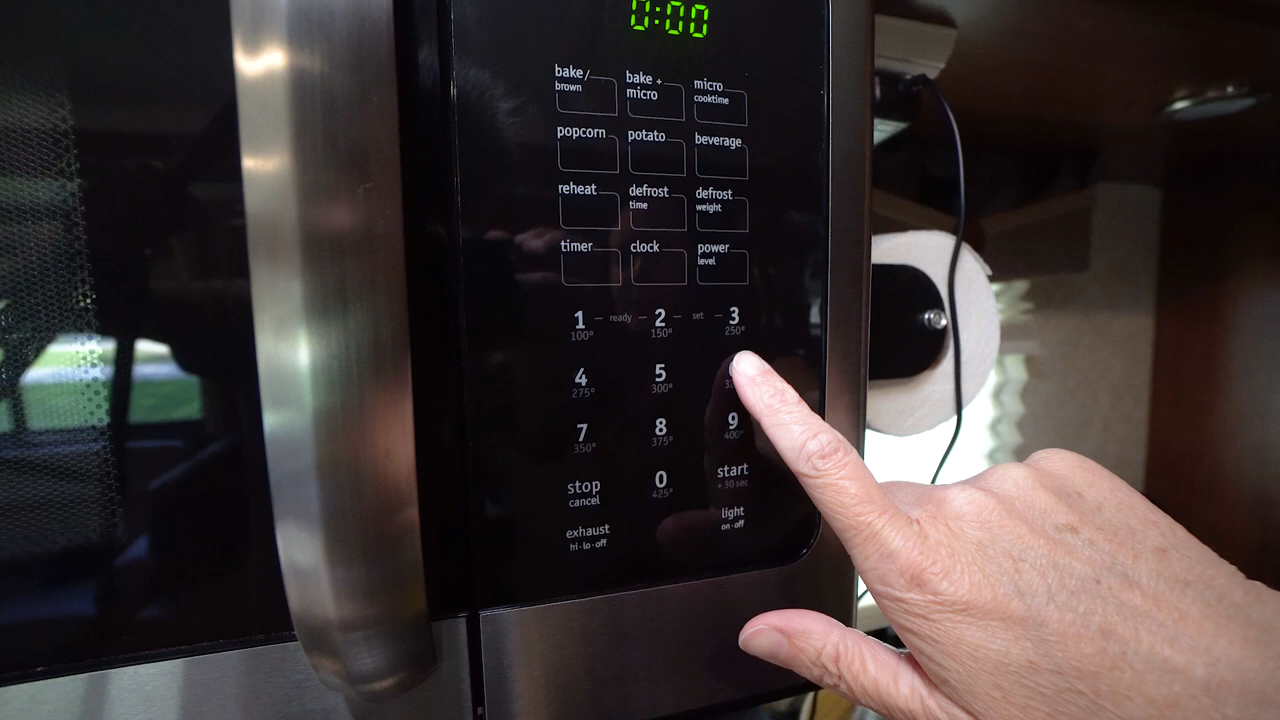 0:00
bake/ brown
bake + micro
micro cooktime
popcorn
potato
beverage
reheat
defrost time
defrost weight
timer
clock
power level
1 – ready – 2 – set – 3
100° 150° 250°
4 5
275° 300°
7 8 9
350° 375° 400°
stop cancel
0 425°
start +30 sec
exhaust hi·lo·off
light on·off